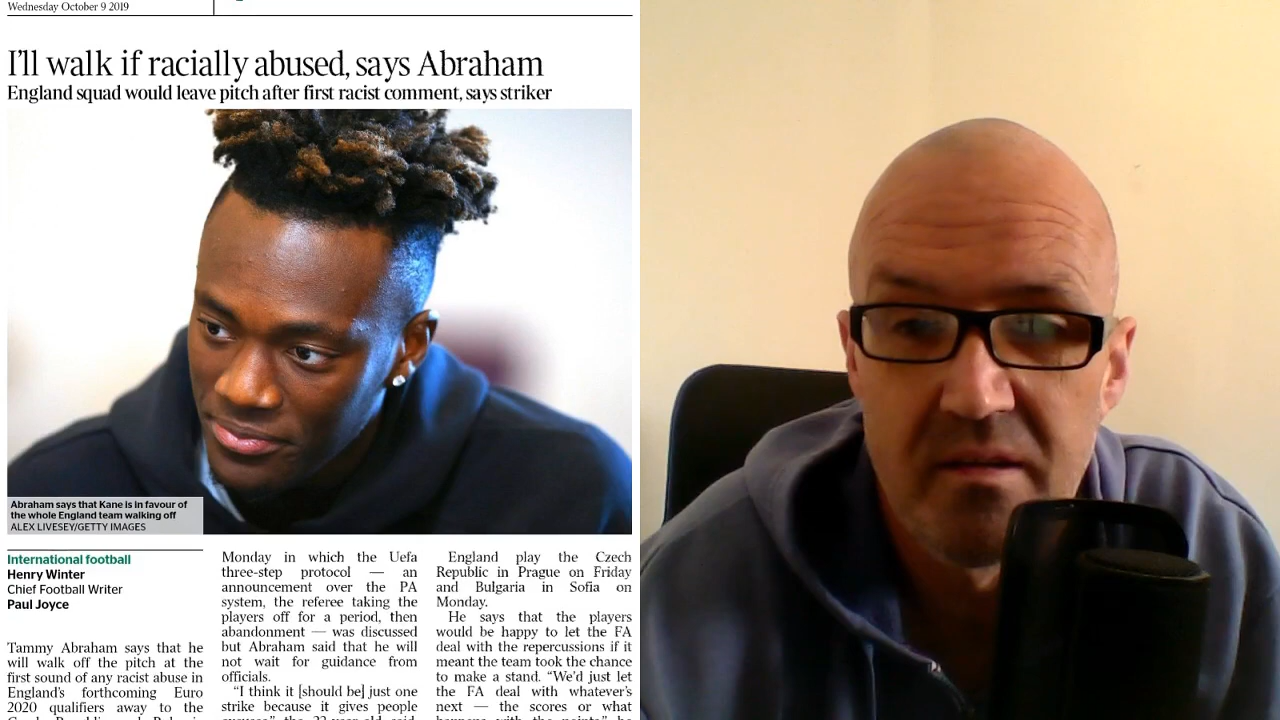 Wednesday October 9 2019
I'll walk if racially abused, says Abraham
England squad would leave pitch after first racist comment, says striker
Abraham says that Kane is in favour of
the whole England team walking off
ALEX LIVESEY/GETTY IMAGES
International football
Henry Winter
Chief Football Writer
Paul Joyce
Tammy Abraham says that he
will walk off the pitch at the
first sound of any racist abuse in
England's forthcoming Euro
2020 qualifiers away to the
Monday in which the Uefa
three-step protocol — an
announcement over the PA
system, the referee taking the
players off for a period, then
abandonment — was discussed
but Abraham said that he will
not wait for guidance from
officials.
"I think it [should be] just one
strike because it gives people
England play the Czech
Republic in Prague on Friday
and Bulgaria in Sofia on
Monday.
He says that the players
would be happy to let the FA
deal with the repercussions if it
meant the team took the chance
to make a stand. "We'd just let
the FA deal with whatever's
next — the scores or what